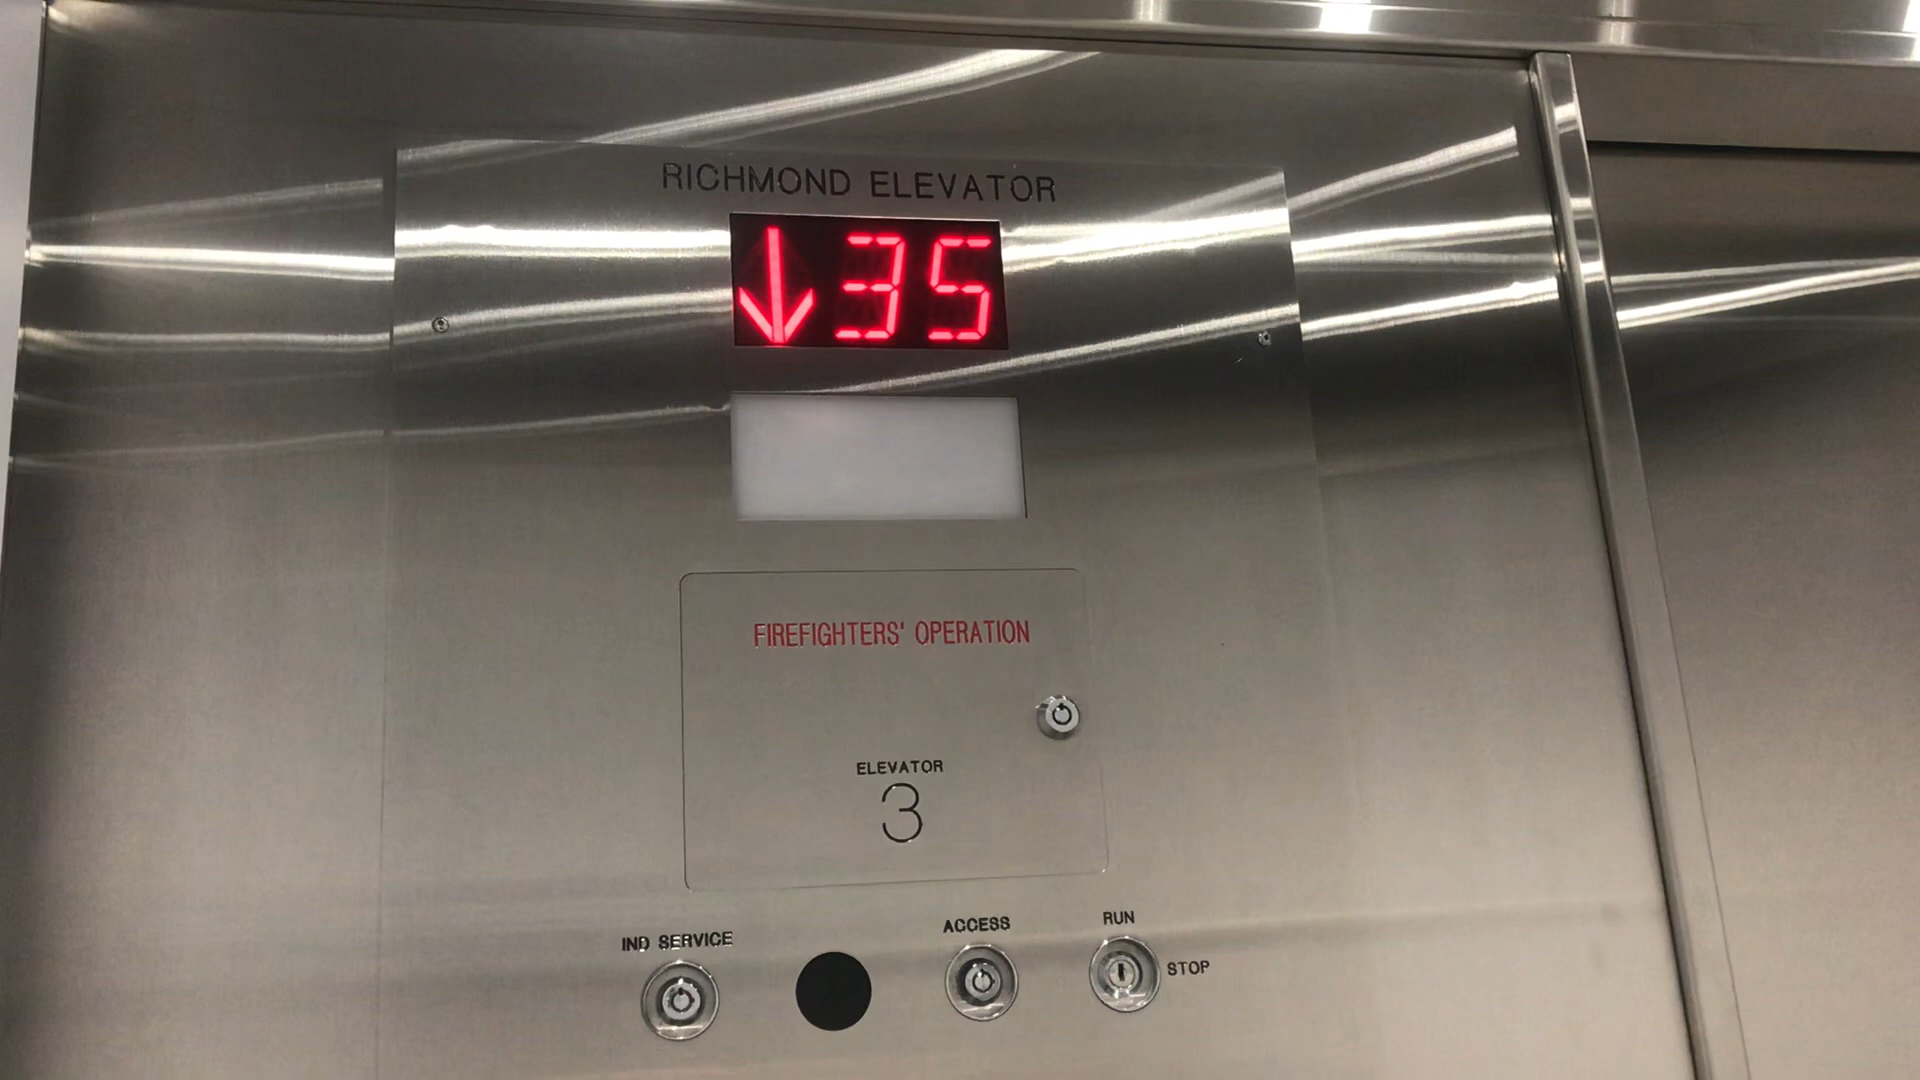 RICHMOND ELEVATOR
↓35
FIREFIGHTERS' OPERATION
ELEVATOR
3
IND SERVICE
ACCESS
RUN
STOP